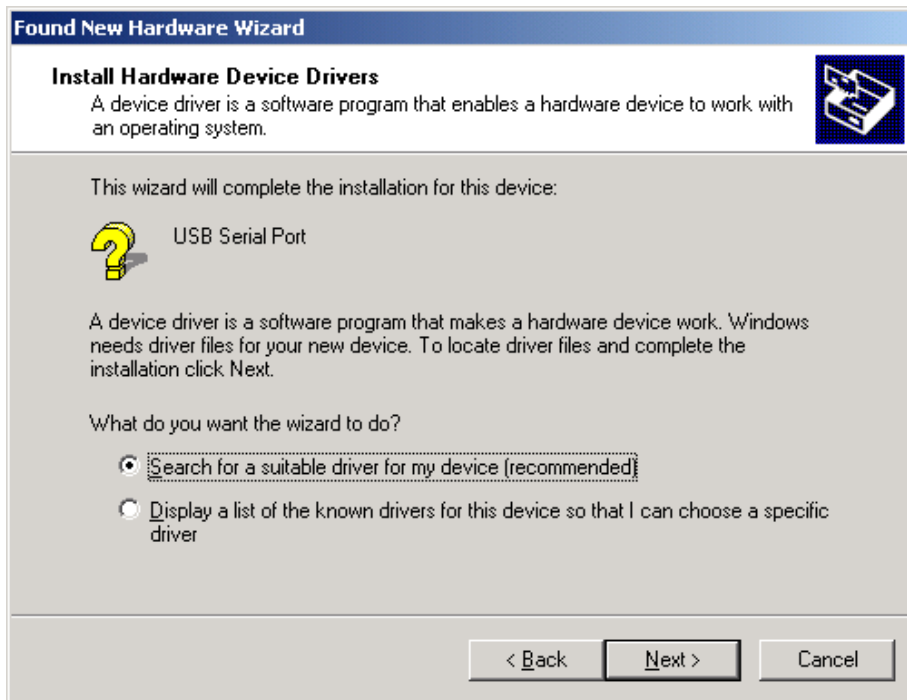 Found New Hardware Wizard
Install Hardware Device Drivers
A device driver is a software program that enables a hardware device to work with
an operating system.
This wizard will complete the installation for this device:
USB Serial Port
A device driver is a software program that makes a hardware device work. Windows
needs driver files for your new device. To locate driver files and complete the
installation click Next.
What do you want the wizard to do?
Search for a suitable driver for my device (recommended)
Display a list of the known drivers for this device so that I can choose a specific
driver
< Back Next > Cancel